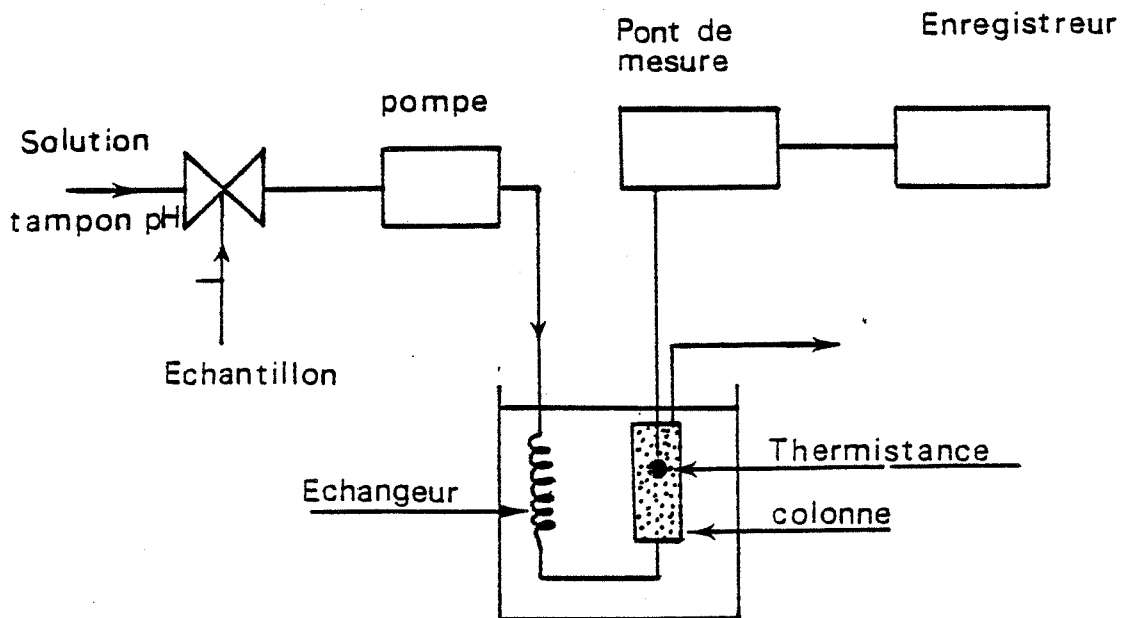 Pont de
mesure
Enregistreur
pompe
Solution
tampon pH
Echantillon
Thermistance
Echangeur
colonne